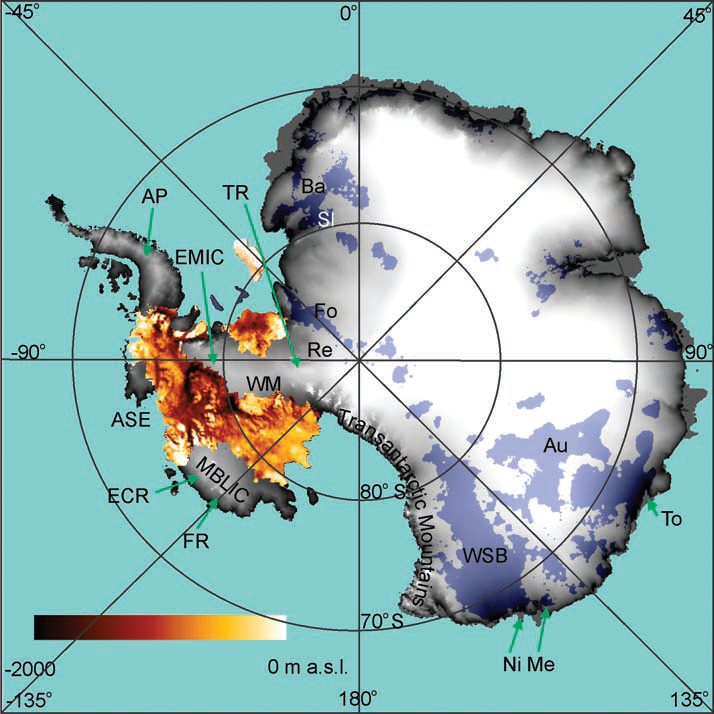 -45° 0° 45°
AP TR Ba
SI
EMIC
Fo
-90° Re 90°
WM
ASE
Transantarctic Mountains
Au
MBLIC
ECR
80° S
To
FR
WSB
70° S
-2000 0 m a.s.l. Ni Me
-135° 180° 135°